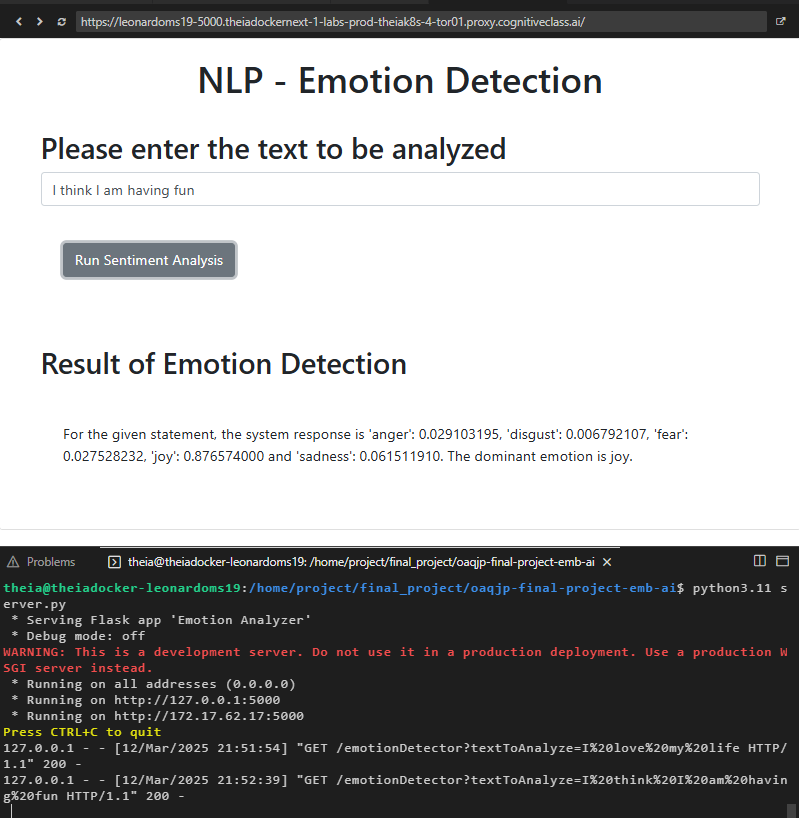 https://leonardoms19-5000.theiadockernext-1-labs-prod-theiak8s-4-tor01.proxy.cognitiveclass.ai/
NLP - Emotion Detection
Please enter the text to be analyzed
I think I am having fun
Run Sentiment Analysis
Result of Emotion Detection
For the given statement, the system response is 'anger': 0.029103195, 'disgust': 0.006792107, 'fear':
0.027528232, 'joy': 0.876574000 and 'sadness': 0.061511910. The dominant emotion is joy.
Problems theia@theiadocker-leonardoms19: /home/project/final_project/oaqjp-final-project-emb-ai
theia@theiadocker-leonardoms19:/home/project/final_project/oaqjp-final-project-emb-ai$ python3.11 s
erver.py
* Serving Flask app 'Emotion Analyzer'
* Debug mode: off
WARNING: This is a development server. Do not use it in a production deployment. Use a production W
SGI server instead.
* Running on all addresses (0.0.0.0)
* Running on http://127.0.0.1:5000
* Running on http://172.17.62.17:5000
Press CTRL+C to quit
127.0.0.1 - - [12/Mar/2025 21:51:54] "GET /emotionDetector?textToAnalyze=I%20love%20my%20life HTTP/
1.1" 200 -
127.0.0.1 - - [12/Mar/2025 21:52:39] "GET /emotionDetector?textToAnalyze=I%20think%20I%20am%20havin
g%20fun HTTP/1.1" 200 -